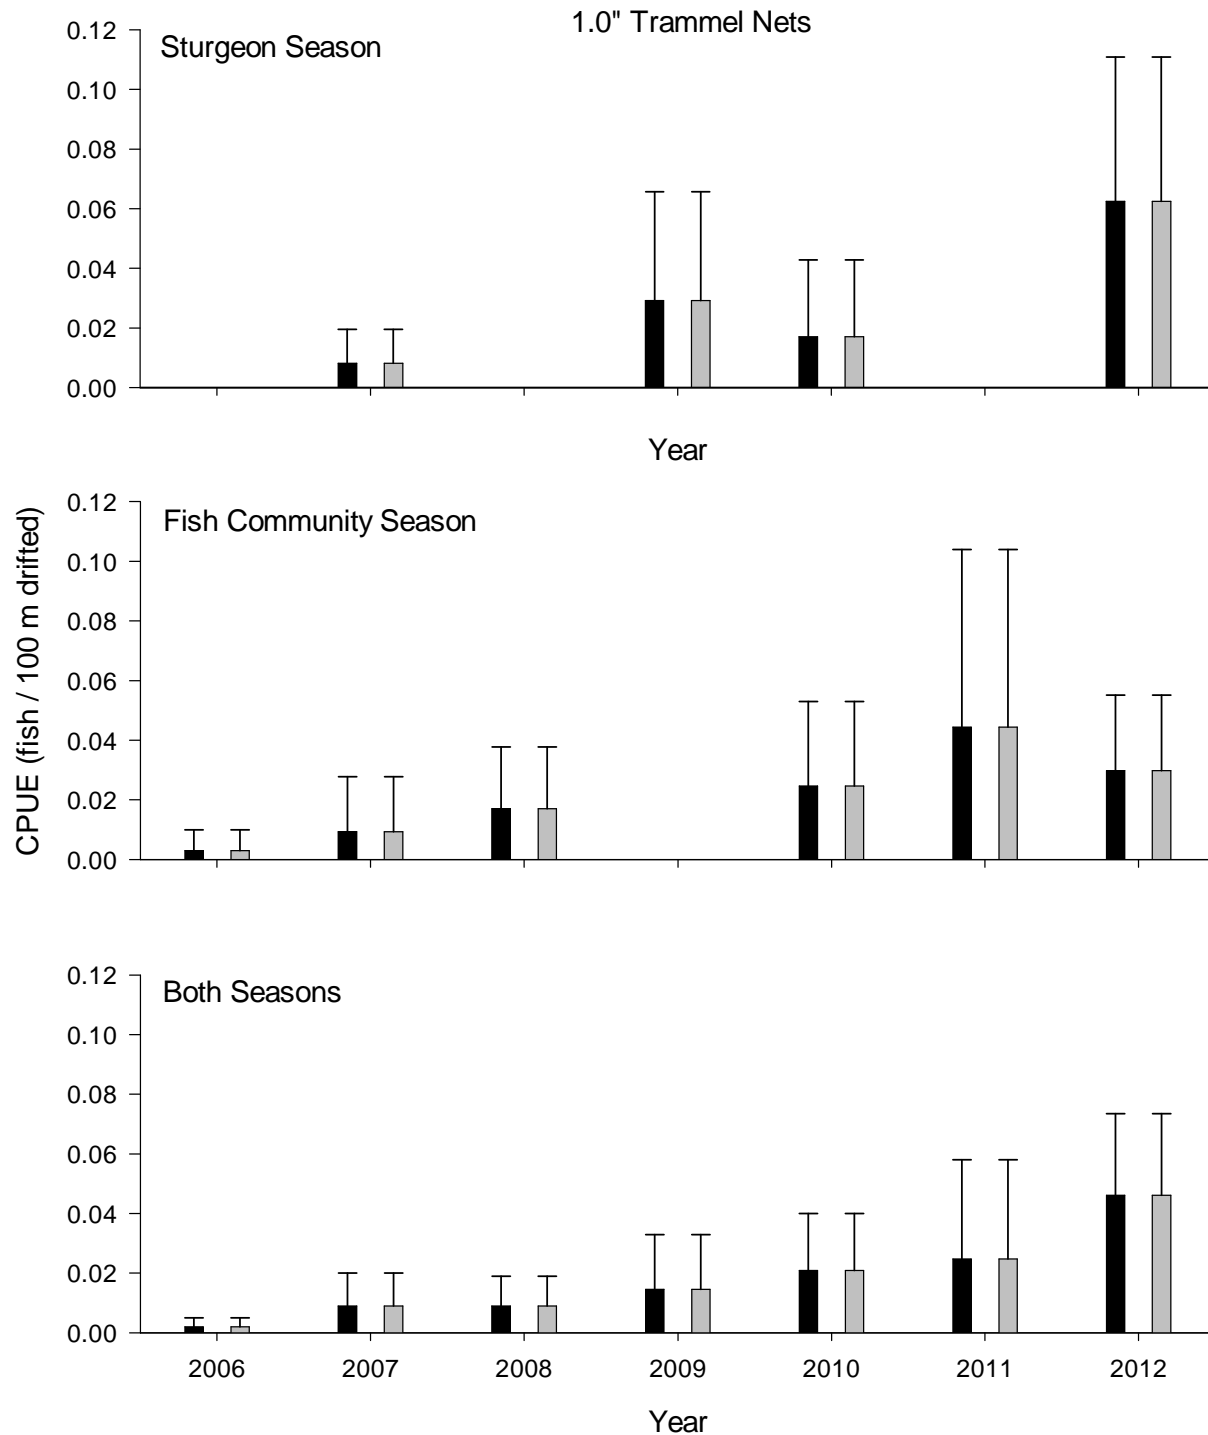 1.0" Trammel Nets
Sturgeon Season
0.12
0.10
0.08
0.06
0.04
0.02
0.00
Year
CPUE (fish / 100 m drifted)
Fish Community Season
0.12
0.10
0.08
0.06
0.04
0.02
0.00
Both Seasons
0.12
0.10
0.08
0.06
0.04
0.02
0.00
2006 2007 2008 2009 2010 2011 2012
Year